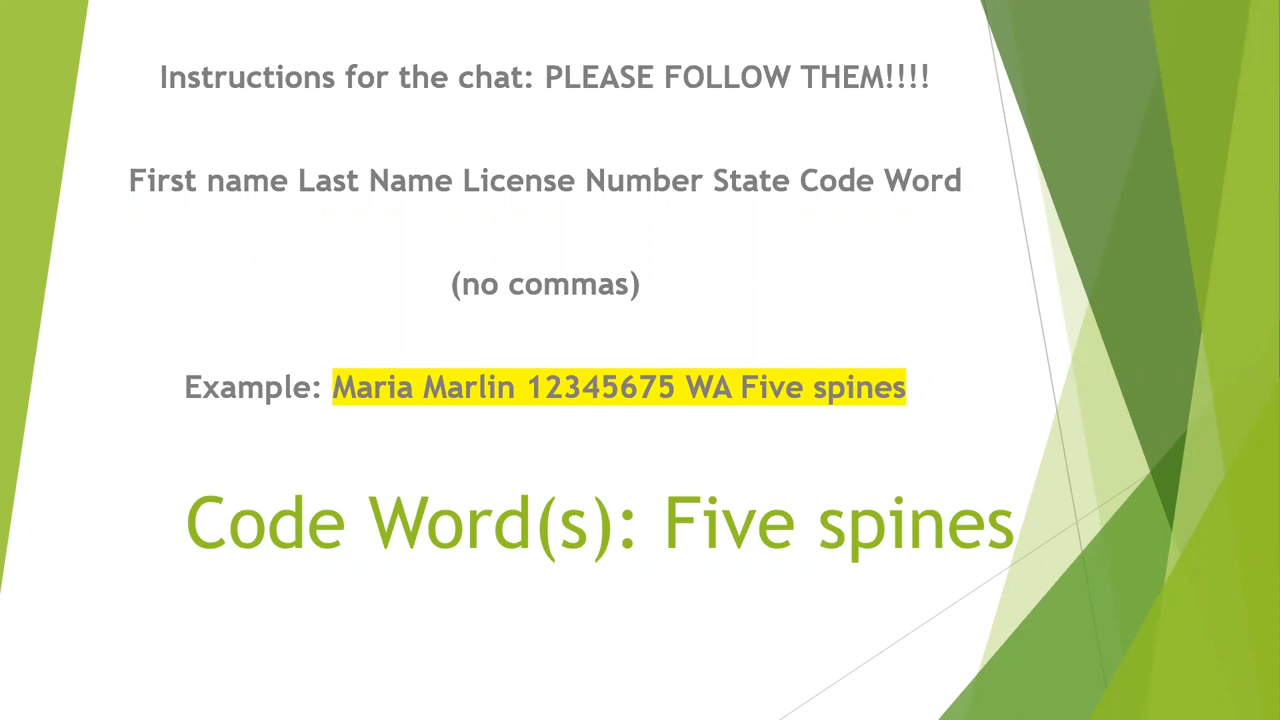 Instructions for the chat: PLEASE FOLLOW THEM!!!!
First name Last Name License Number State Code Word
(no commas)
Example: Maria Marlin 12345675 WA Five spines
Code Word(s): Five spines